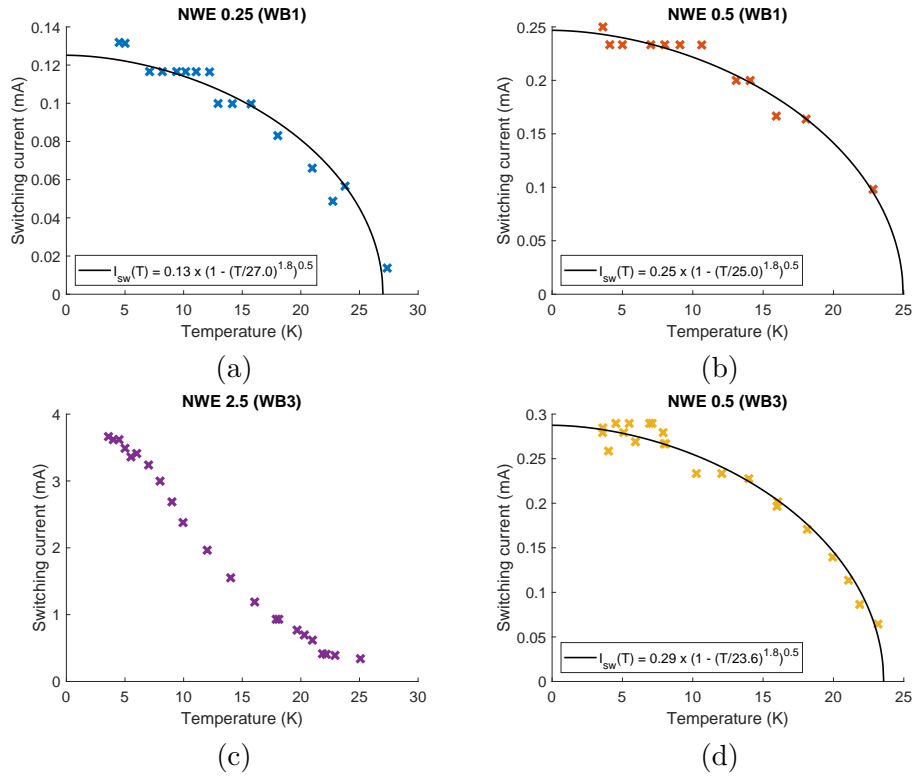 NWE 0.25 (WB1)
Switching current (mA)
0.14
0.12
0.1
0.08
0.06
0.04
0.02
0
I_sw(T) = 0.13 x (1 - (T/27.0)^1.8)^0.5
0 5 10 15 20 25 30
Temperature (K)
(a)
NWE 0.5 (WB1)
Switching current (mA)
0.25
0.2
0.15
0.1
0.05
0
I_sw(T) = 0.25 x (1 - (T/25.0)^1.8)^0.5
0 5 10 15 20 25
Temperature (K)
(b)
NWE 2.5 (WB3)
Switching current (mA)
4
3
2
1
0
0 5 10 15 20 25 30
Temperature (K)
(c)
NWE 0.5 (WB3)
Switching current (mA)
0.3
0.25
0.2
0.15
0.1
0.05
0
I_sw(T) = 0.29 x (1 - (T/23.6)^1.8)^0.5
0 5 10 15 20 25
Temperature (K)
(d)